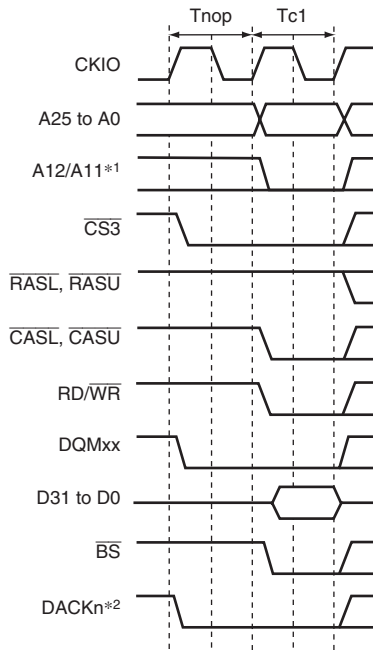 Tnop Tc1
CKIO
A25 to A0
A12/A11*1
CS3
RASL, RASU
CASL, CASU
RD/WR
DQMxx
D31 to D0
BS
DACKn*2